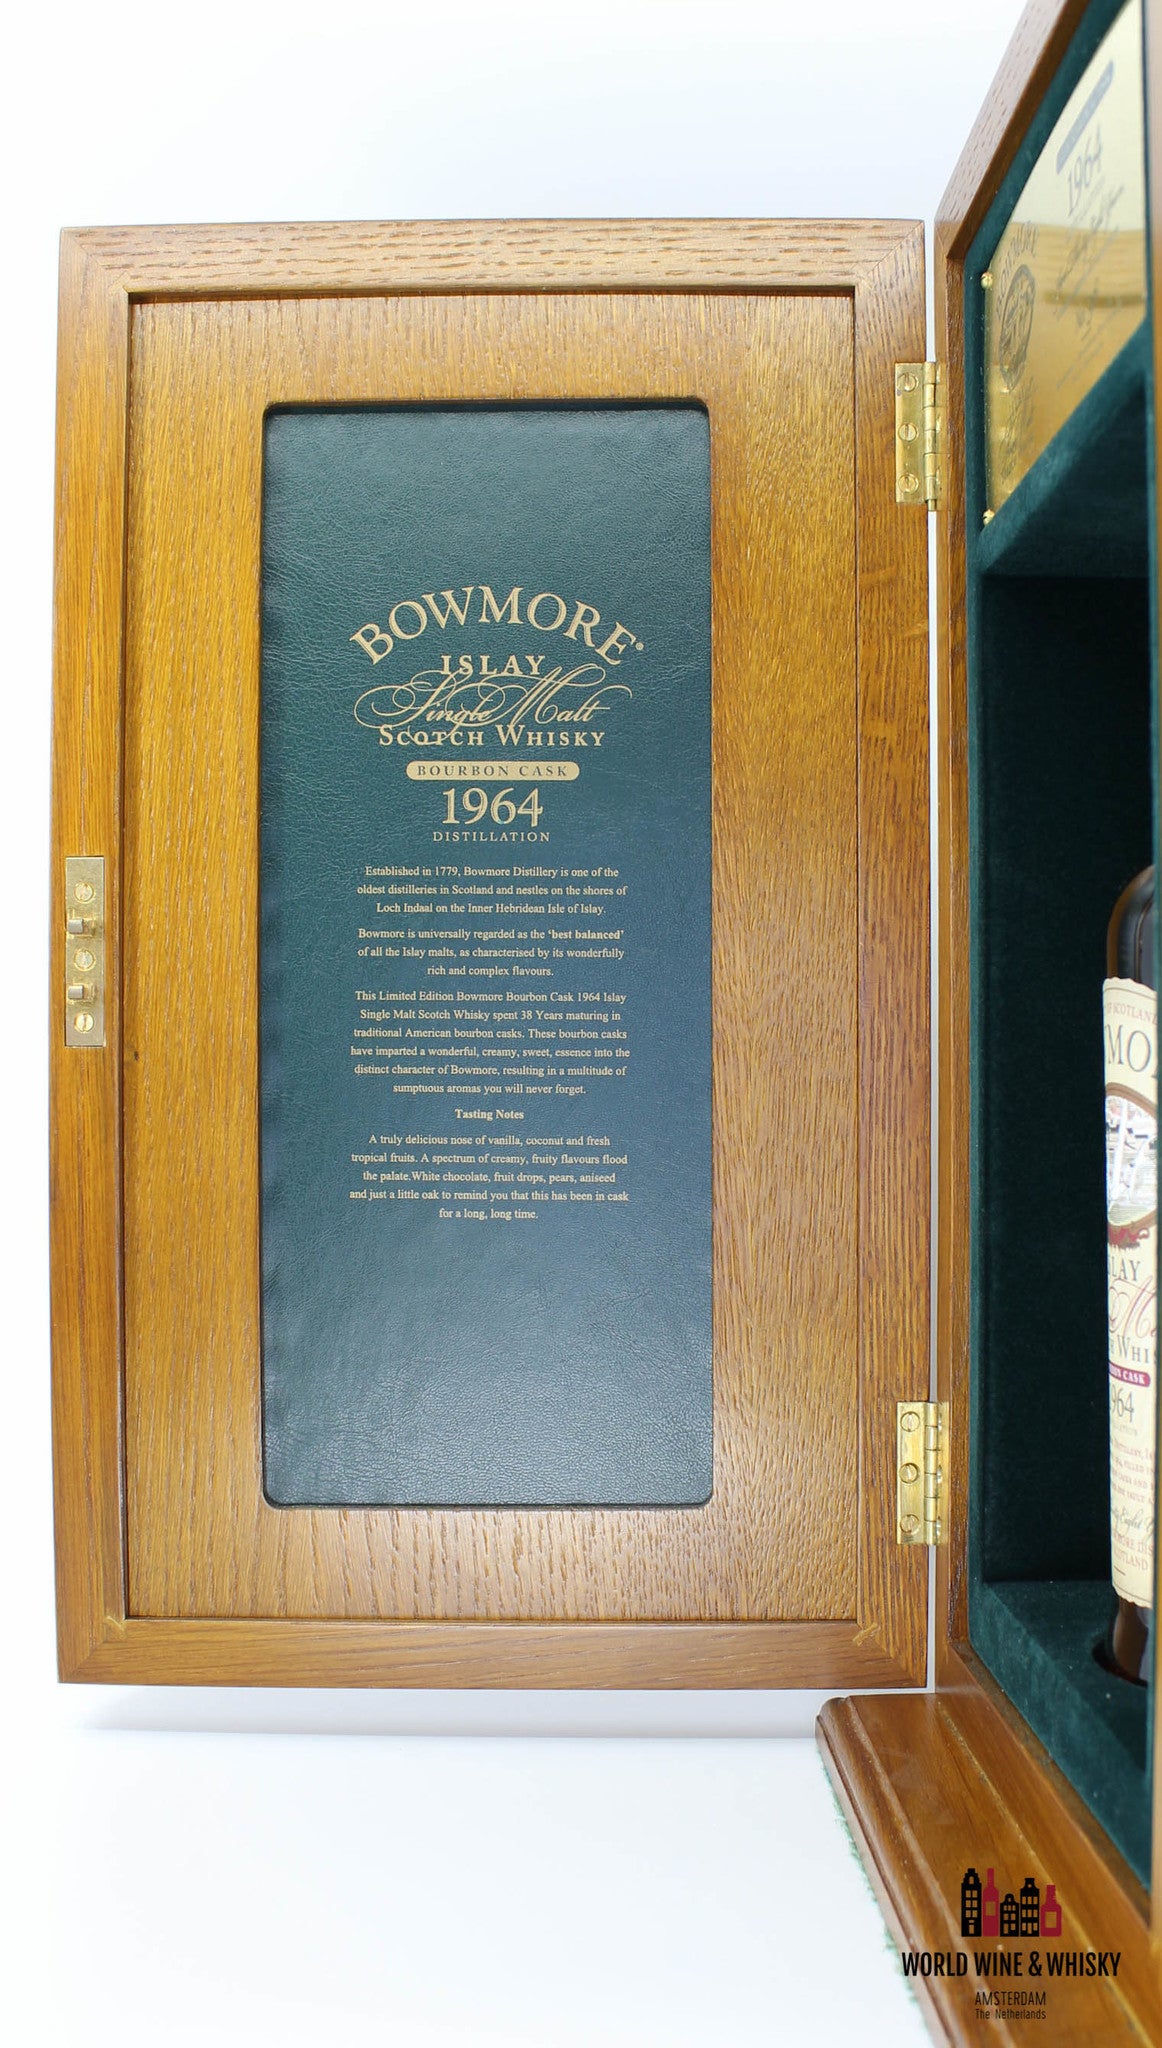 BOWMORE®
ISLAY
Single Malt
SCOTCH WHISKY
BOURBON CASK
1964
DISTILLATION
Established in 1779, Bowmore Distillery is one of the
oldest distilleries in Scotland and nestles on the shores of
Loch Indaal on the Inner Hebridean Isle of Islay.
Bowmore is universally regarded as the ‘best balanced’
of all the Islay malts, as characterised by its wonderfully
rich and complex flavours.
This Limited Edition Bowmore Bourbon Cask 1964 Islay
Single Malt Scotch Whisky spent 38 Years maturing in
traditional American bourbon casks. These bourbon casks
have imparted a wonderful, creamy, sweet, essence into the
distinct character of Bowmore, resulting in a multitude of
sumptuous aromas you will never forget.
Tasting Notes
A truly delicious nose of vanilla, coconut and fresh
tropical fruits. A spectrum of creamy, fruity flavours flood
the palate.White chocolate, fruit drops, pears, aniseed
and just a little oak to remind you that this has been in cask
for a long, long time.
1964
OF SCOTLAND
MO
LAY
WHIS
CASK
964
WORLD WINE & WHISKY
AMSTERDAM
The Netherlands